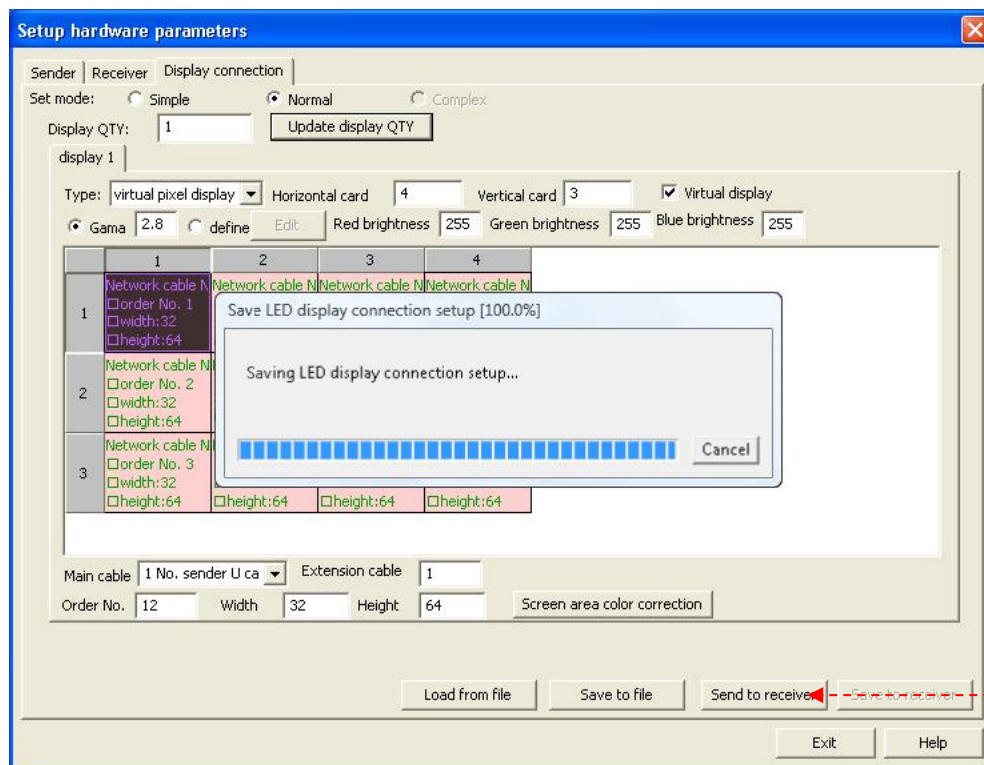 Setup hardware parameters
Sender Receiver Display connection
Set mode: Simple Normal Complex
Display QTY: 1 Update display QTY
display 1
Type: virtual pixel display Horizontal card 4 Vertical card 3 Virtual display
Gama 2.8 define Edit Red brightness 255 Green brightness 255 Blue brightness 255
1 2 3 4
Network cable N Network cable N Network cable N Network cable N
1
order No. 1
width:32
height:64
Save LED display connection setup [100.0%]
Saving LED display connection setup...
Cancel
Network cable N
2
order No. 2
width:32
height:64
Network cable N
3
order No. 3
width:32
height:64 height:64 height:64 height:64
Main cable 1 No. sender U ca Extension cable 1
Order No. 12 Width 32 Height 64 Screen area color correction
Load from file Save to file Send to receiver Save to receiver
Exit Help